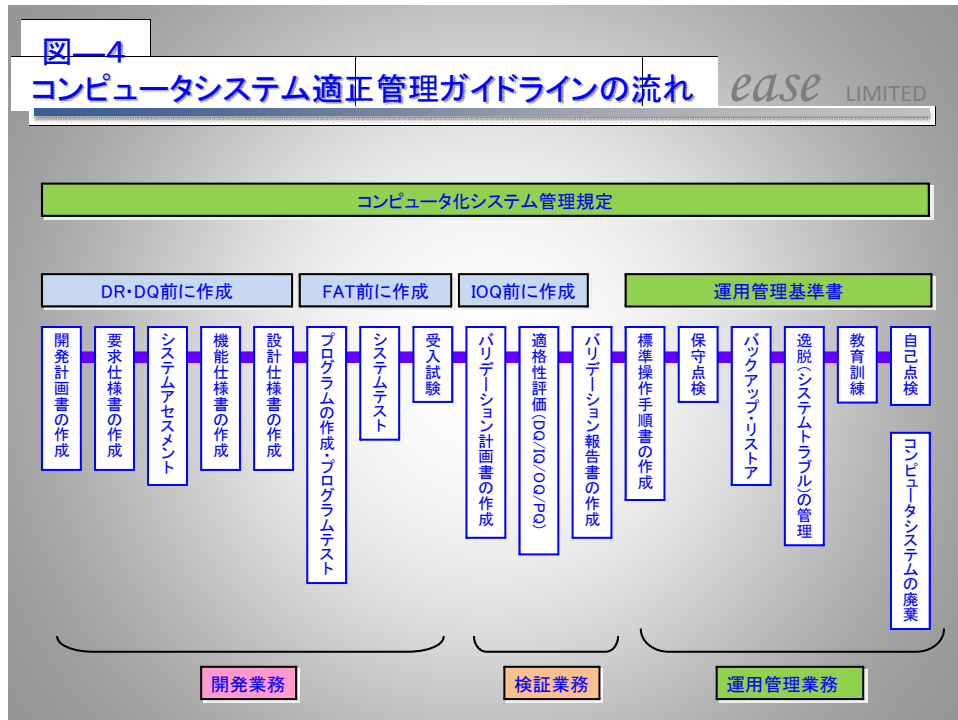 図―4
コンピュータシステム適正管理ガイドラインの流れ
ease LIMITED
コンピュータ化システム管理規定
DR・DQ前に作成
FAT前に作成
IOQ前に作成
運用管理基準書
開発計画書の作成
要求仕様書の作成
システムアセスメント
機能仕様書の作成
設計仕様書の作成
プログラムの作成・プログラムテスト
システムテスト
受入試験
バリデーション計画書の作成
適格性評価(DQ/IQ/OQ/PQ)
バリデーション報告書の作成
標準操作手順書の作成
保守点検
バックアップ・リストア
逸脱(システムトラブル)の管理
教育訓練
自己点検
コンピュータシステムの廃棄
開発業務
検証業務
運用管理業務